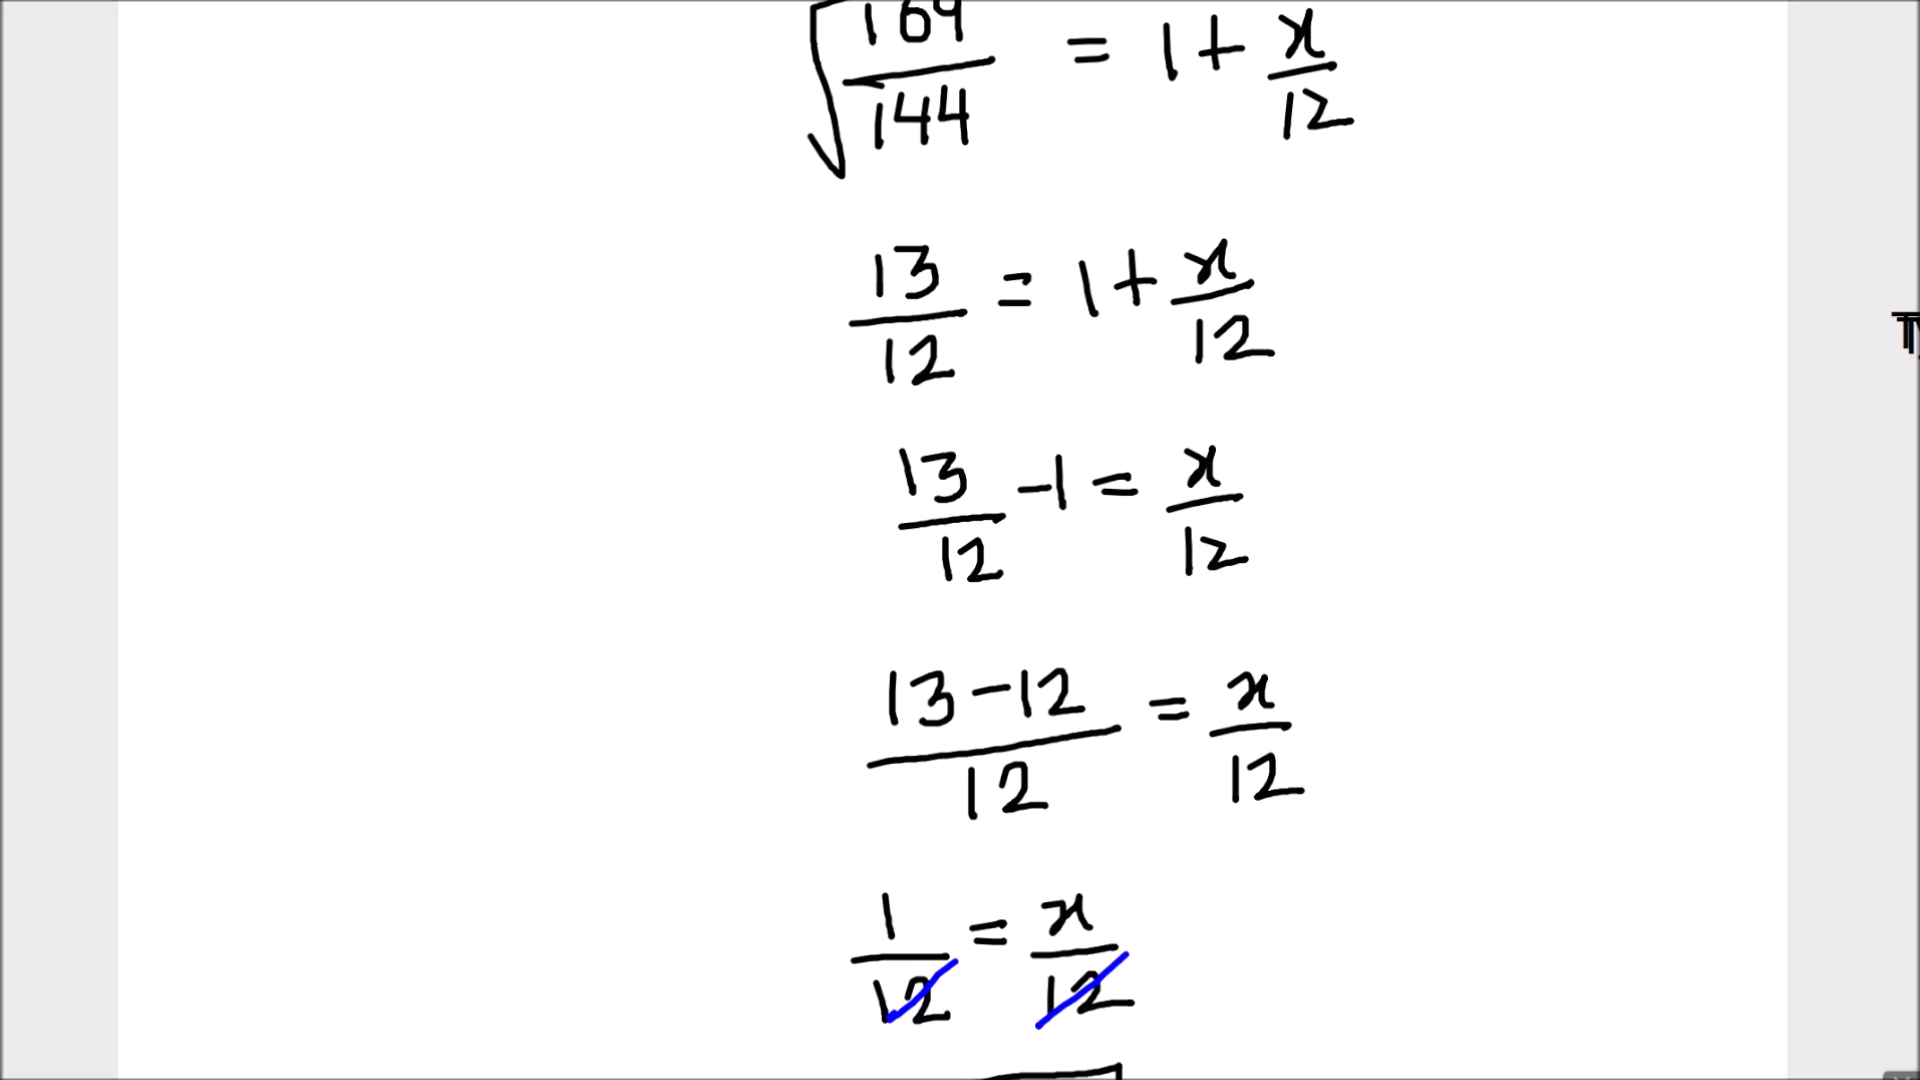 √(169/144) = 1 + x/12
13/12 = 1 + x/12
13/12 - 1 = x/12
(13 - 12)/12 = x/12
1/12 = x/12